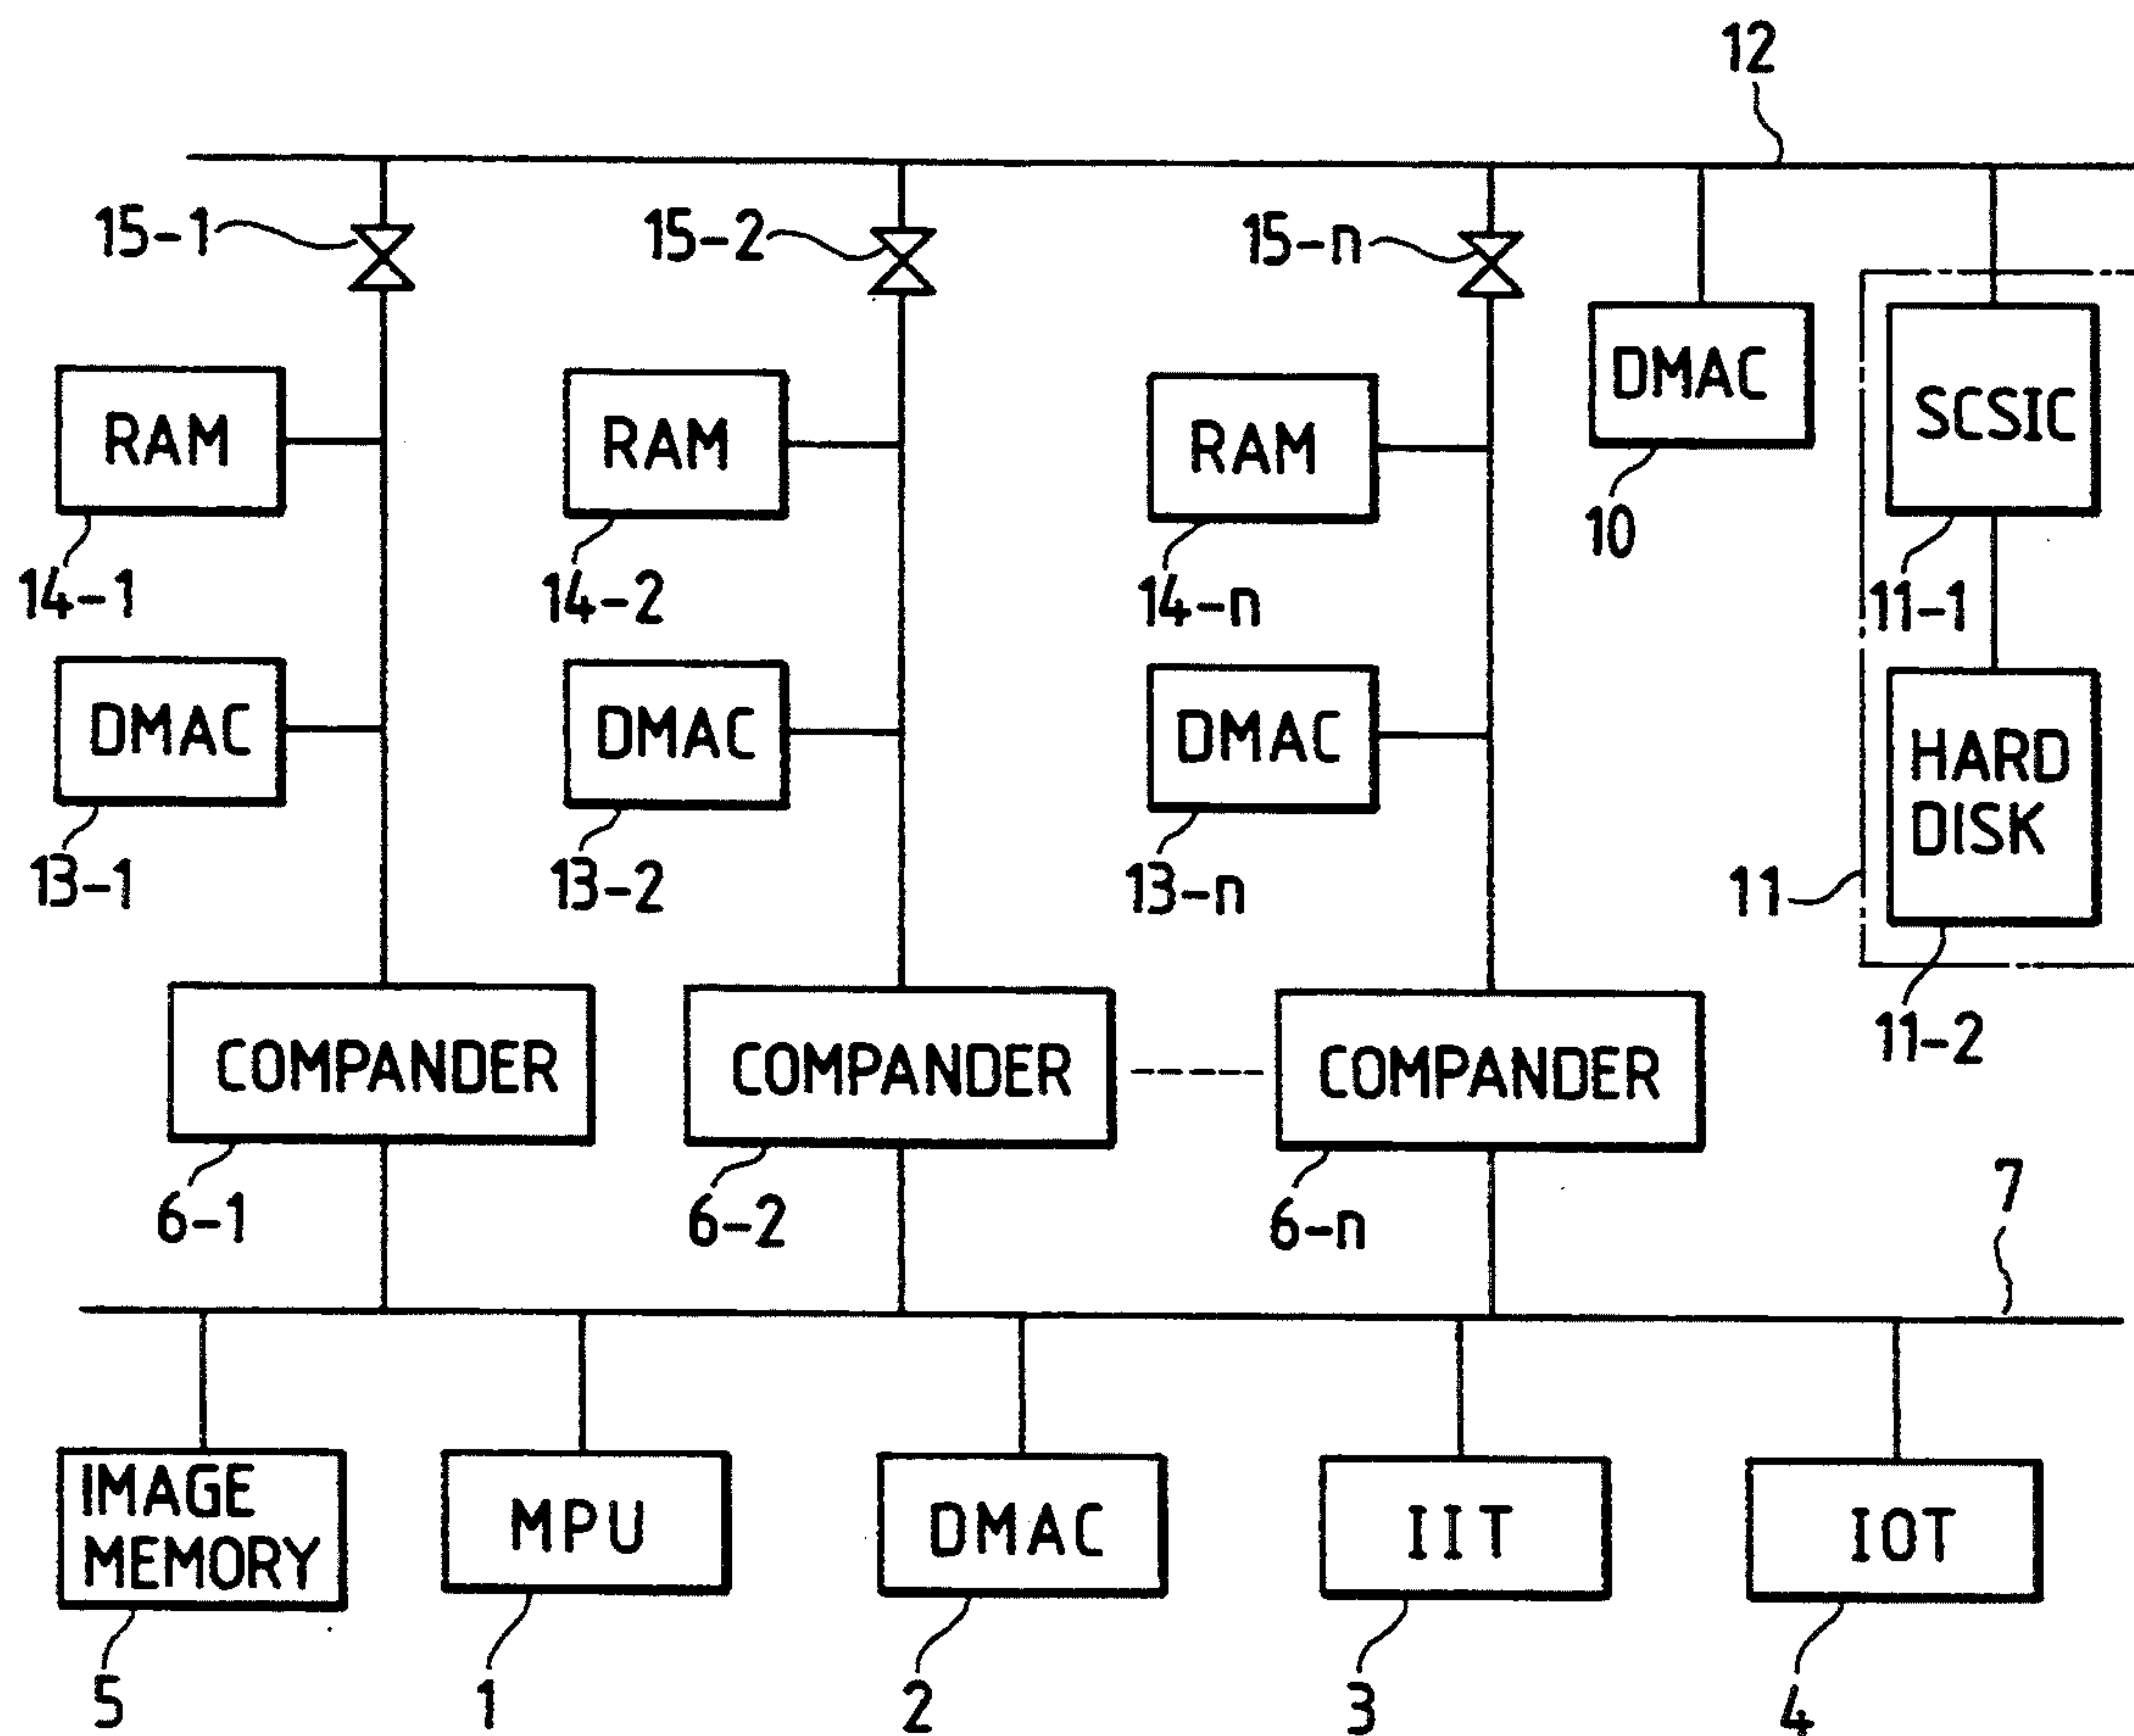 12
15-1
15-2
15-n
RAM
RAM
RAM
DMAC
SCSIC
10
14-1
14-2
14-n
11-1
DMAC
DMAC
DMAC
HARD
DISK
13-1
13-2
13-n
11
11-2
COMPANDER
COMPANDER
COMPANDER
6-1
6-2
6-n
7
IMAGE
MEMORY
MPU
DMAC
IIT
IOT
5
1
2
3
4